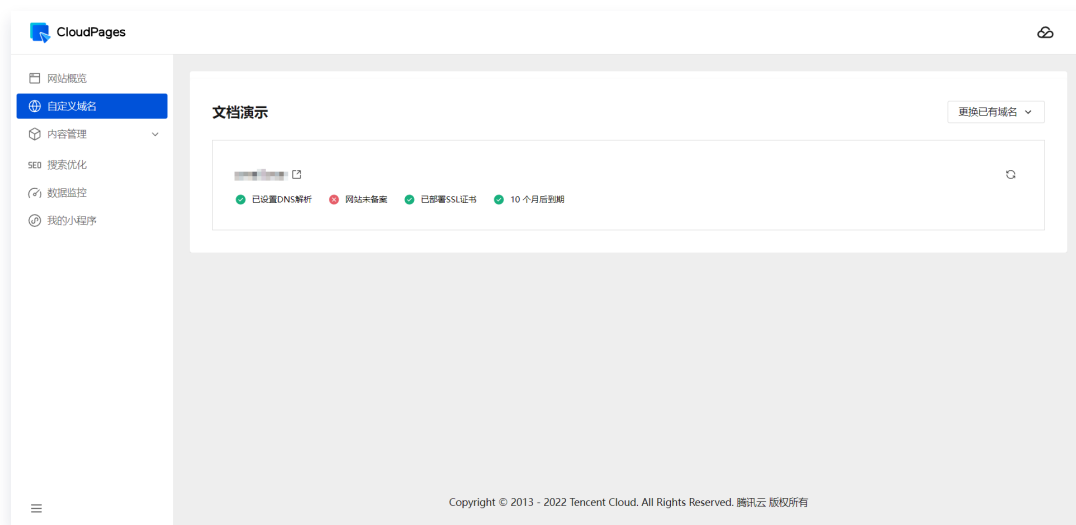 CloudPages
网站概览
自定义域名
内容管理
SEO 搜索优化
数据监控
我的小程序
文档演示
更换已有域名
已设置DNS解析 网站未备案 已部署SSL证书 10 个月后到期
Copyright © 2013 - 2022 Tencent Cloud. All Rights Reserved. 腾讯云 版权所有